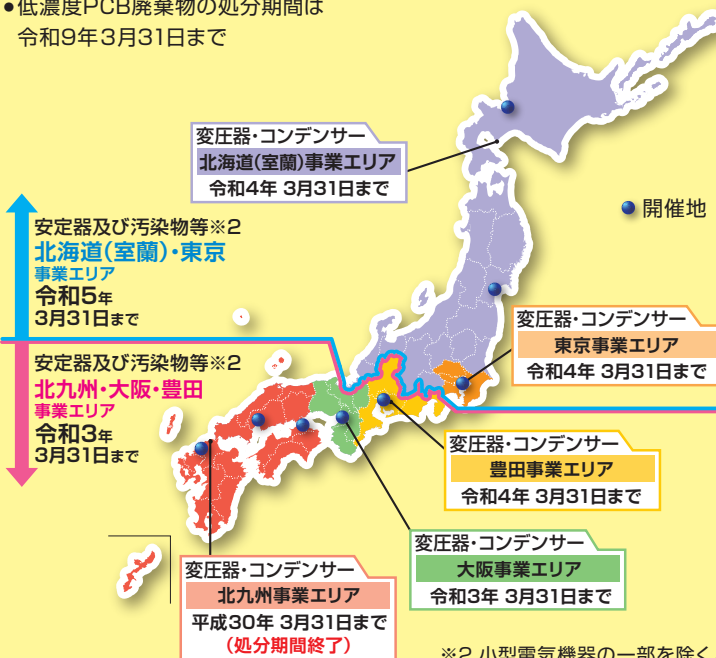 ●低濃度PCB廃棄物の処分期間は
令和9年3月31日まで
変圧器・コンデンサー
北海道(室蘭)事業エリア
令和4年 3月31日まで
開催地
安定器及び汚染物等※2
北海道(室蘭)・東京
事業エリア
令和5年
3月31日まで
変圧器・コンデンサー
東京事業エリア
令和4年 3月31日まで
安定器及び汚染物等※2
北九州・大阪・豊田
事業エリア
令和3年
3月31日まで
変圧器・コンデンサー
豊田事業エリア
令和4年 3月31日まで
変圧器・コンデンサー
大阪事業エリア
令和3年 3月31日まで
変圧器・コンデンサー
北九州事業エリア
平成30年 3月31日まで
(処分期間終了)
※2 小型電気機器の一部を除く